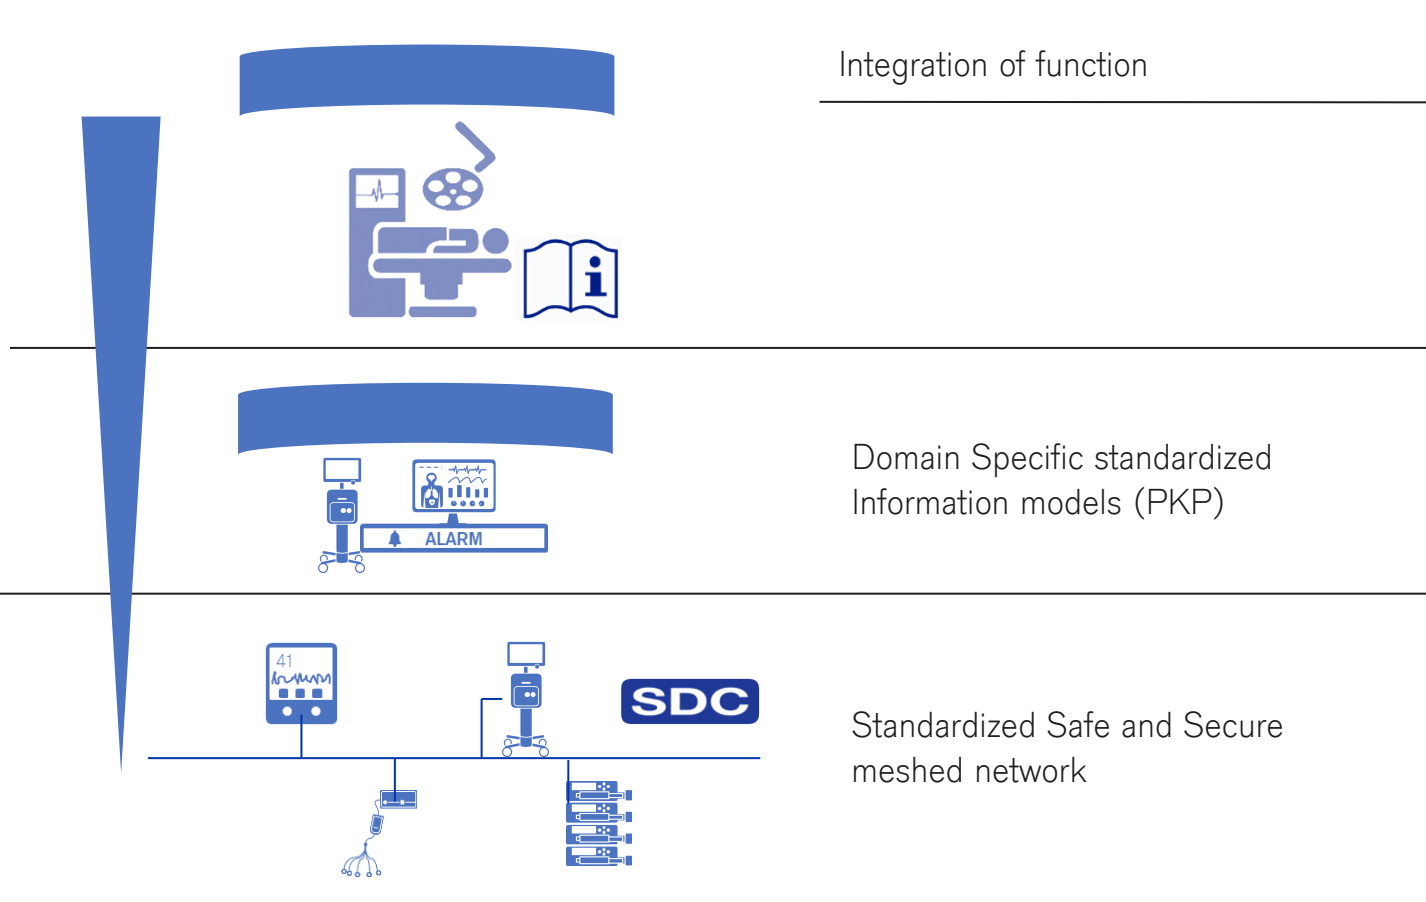 Integration of function
i
Domain Specific standardized
Information models (PKP)
ALARM
41
SDC
Standardized Safe and Secure
meshed network